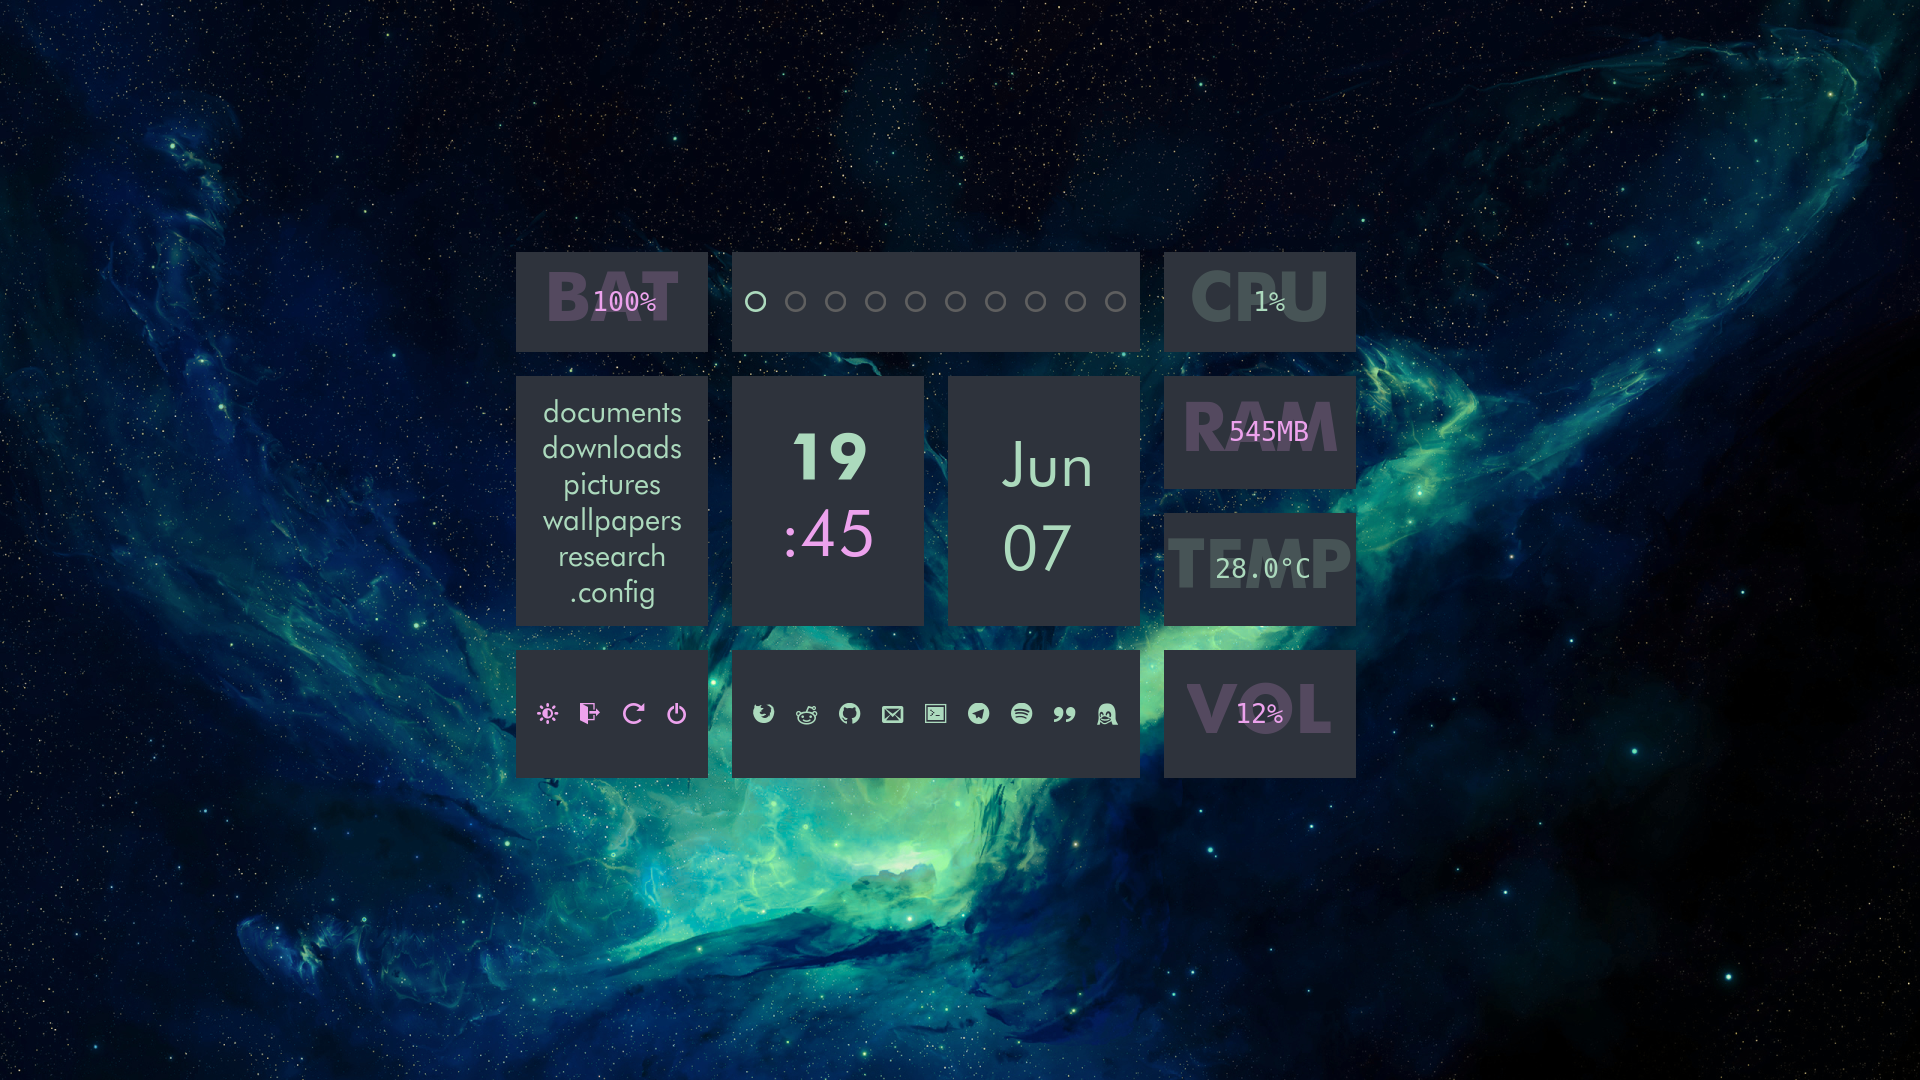 BAT
100%
CPU
1%
documents
downloads
pictures
wallpapers
research
.config
19
:45
Jun
07
RAM
545MB
TEMP
28.0°C
VOL
12%